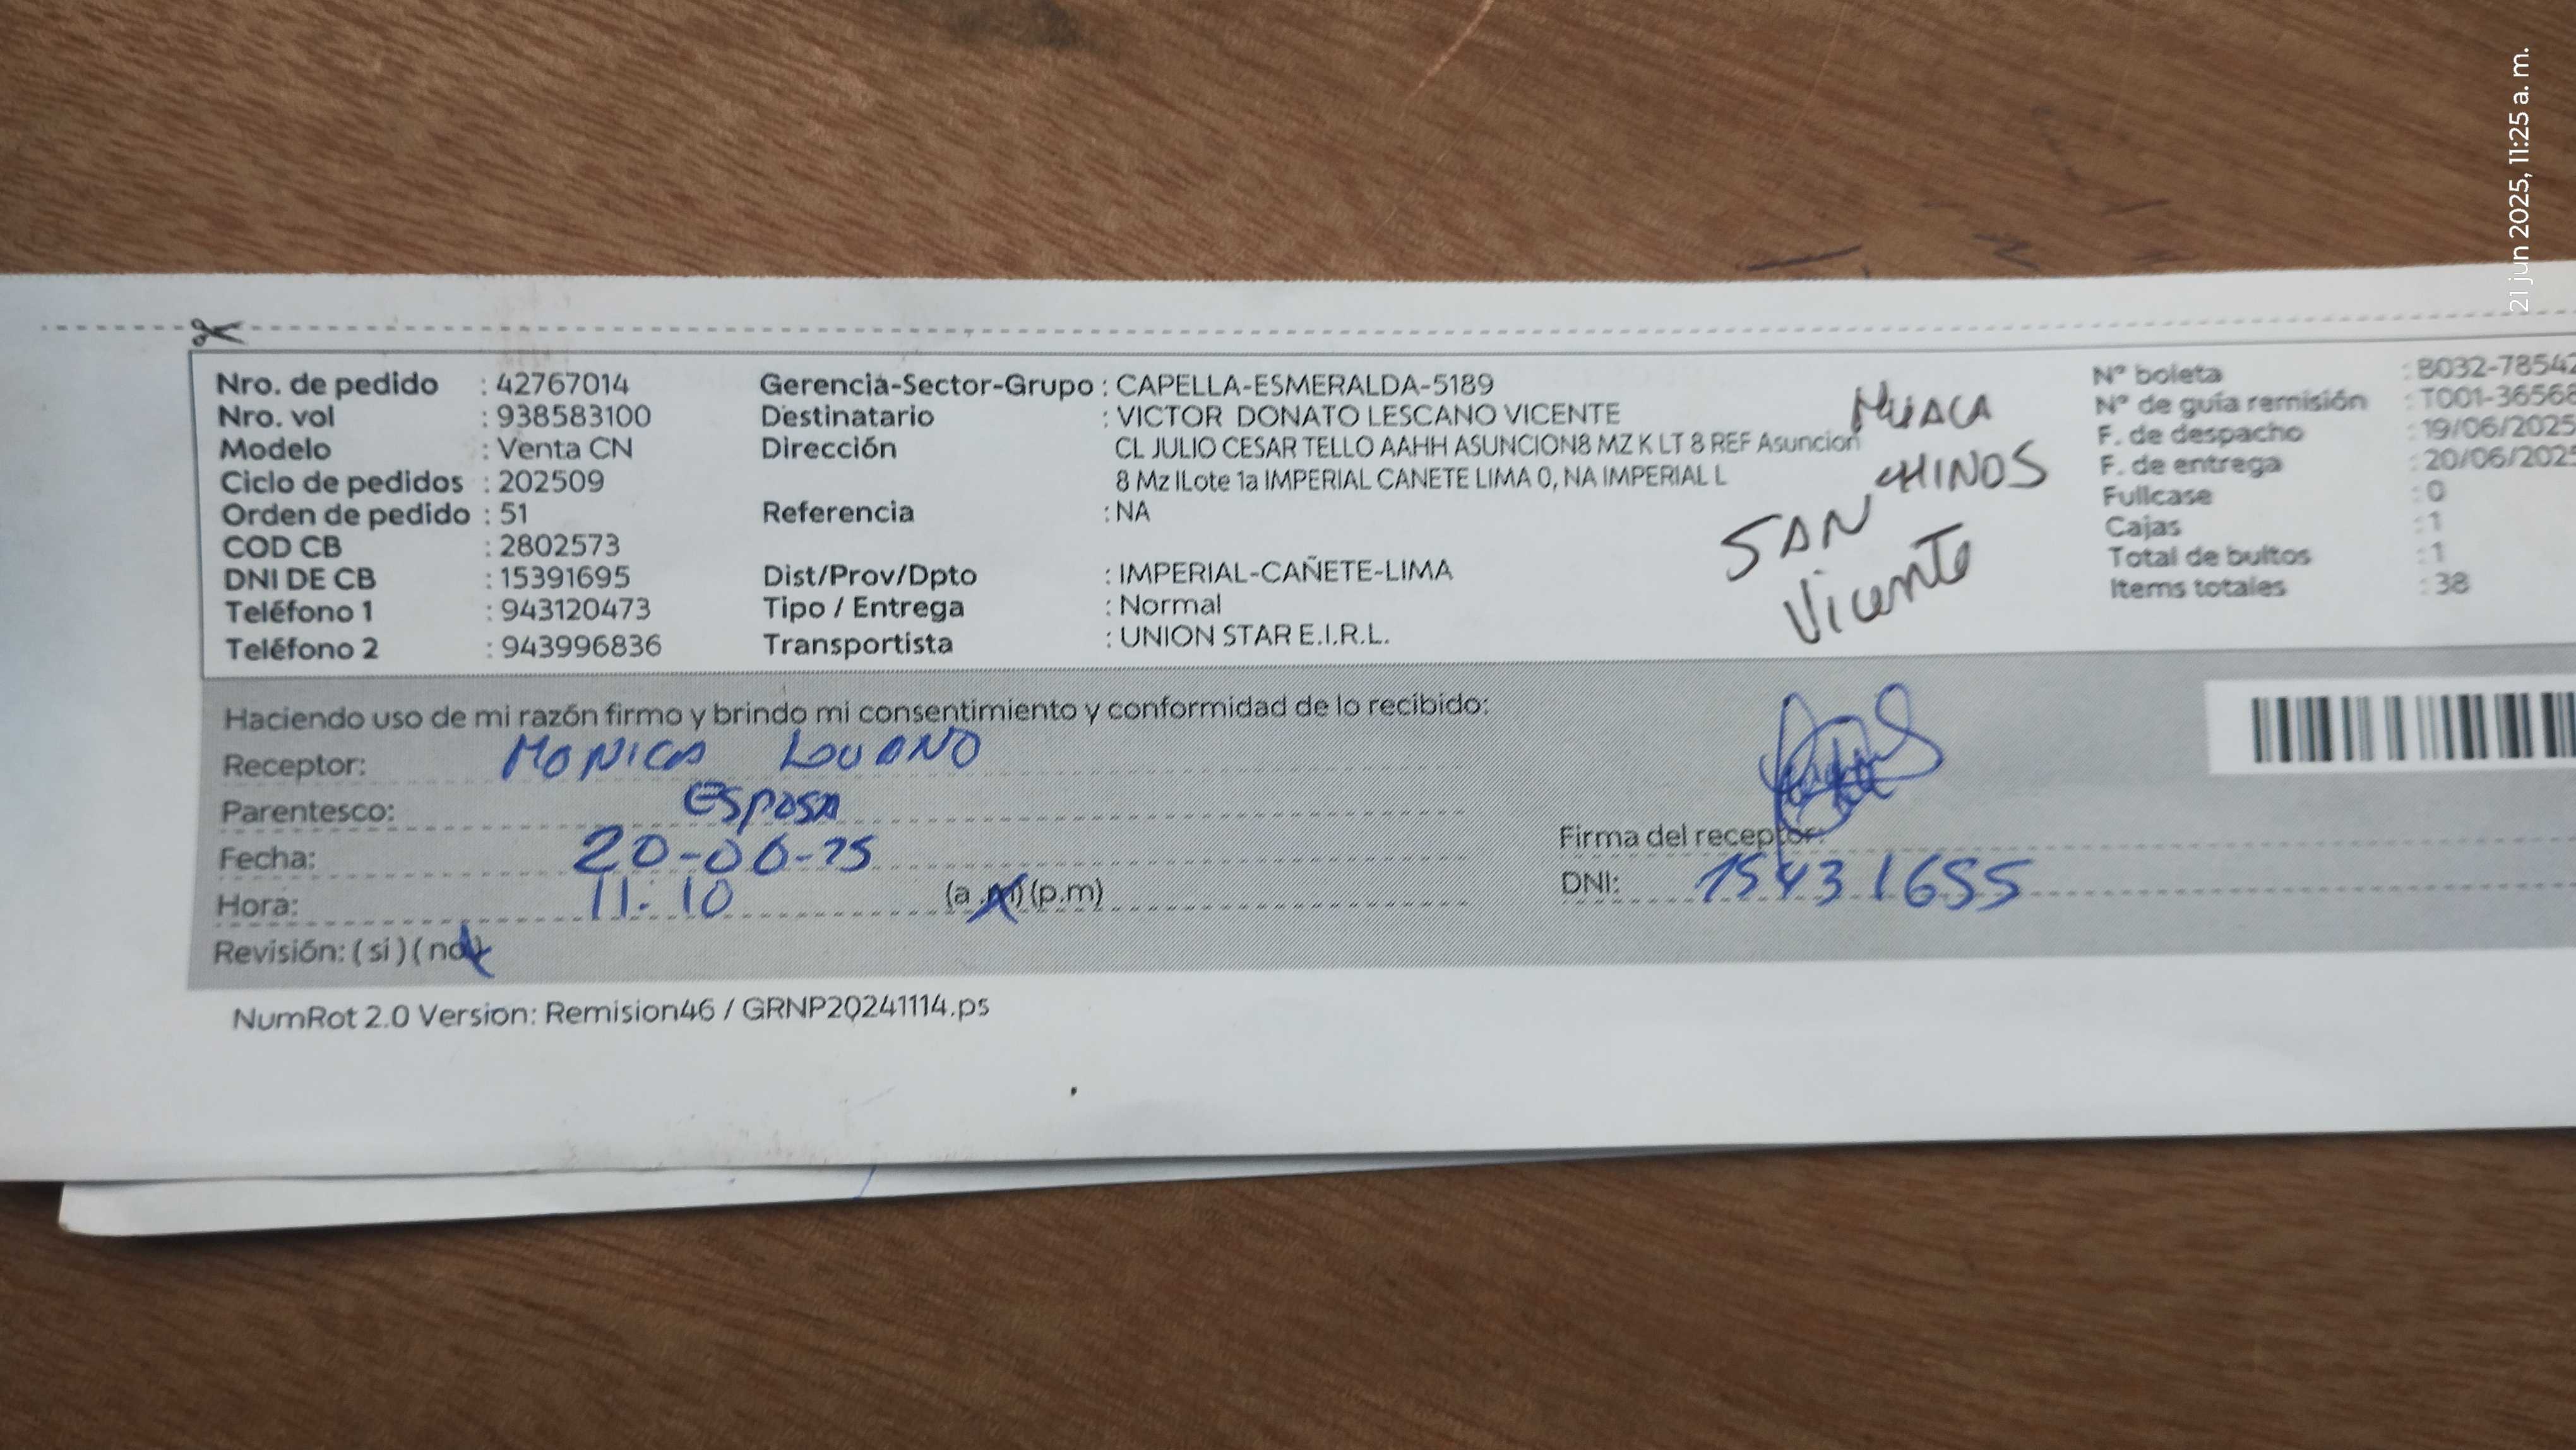 21 jun 2025, 11:25 a. m.
Nro. de pedido : 42767014
Nro. vol : 938583100
Modelo : Venta CN
Ciclo de pedidos : 202509
Orden de pedido : 51
COD CB : 2802573
DNI DE CB : 15391695
Teléfono 1 : 943120473
Teléfono 2 : 943996836
Gerencia-Sector-Grupo : CAPELLA-ESMERALDA-5189
Destinatario : VICTOR DONATO LESCANO VICENTE
Dirección CL JULIO CESAR TELLO AAHH ASUNCION8 MZ K LT 8 REF Asuncion
8 Mz ILote 1a IMPERIAL CANETE LIMA 0, NA IMPERIAL L
Referencia : NA
Dist/Prov/Dpto : IMPERIAL-CAÑETE-LIMA
Tipo / Entrega : Normal
Transportista : UNION STAR E.I.R.L.
HUACA
CHINOS
SAN
Vicente
N° boleta : B032-78542
N° de guía remisión : T001-36568
F. de despacho : 19/06/2025
F. de entrega : 20/06/2025
Fullcase : 0
Cajas : 1
Total de bultos : 1
Items totales : 38
Haciendo uso de mi razón firmo y brindo mi consentimiento y conformidad de lo recibido:
Receptor: MONICA
Parentesco: ESPOSA
Fecha: 20-06-25
Hora: 11:10 (a.m) (p.m)
Revisión: ( si ) ( no )
Firma del receptor:
DNI: 15431655
NumRot 2.0 Version: Remision46 / GRNP20241114.ps